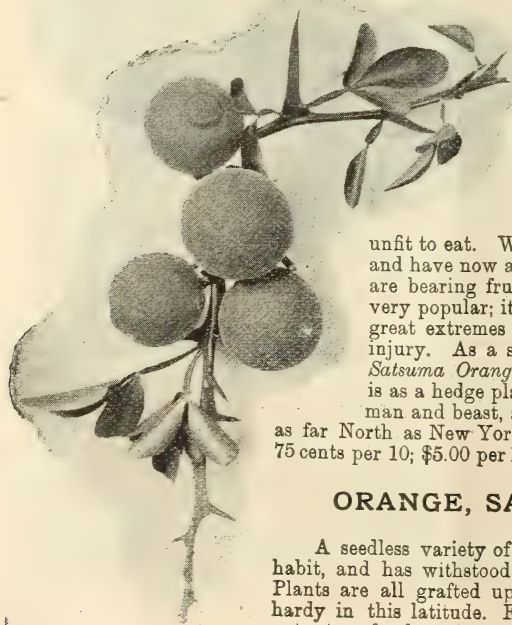 unfit to eat. W
and have now a
are bearing fru
very popular; it
great extremes
injury. As a s
Satsuma Orang
is as a hedge pla
man and beast,
as far North as New Yor
75 cents per 10; $5.00 per
ORANGE, SA
A seedless variety of
habit, and has withstood
Plants are all grafted up
hardy in this latitude. E